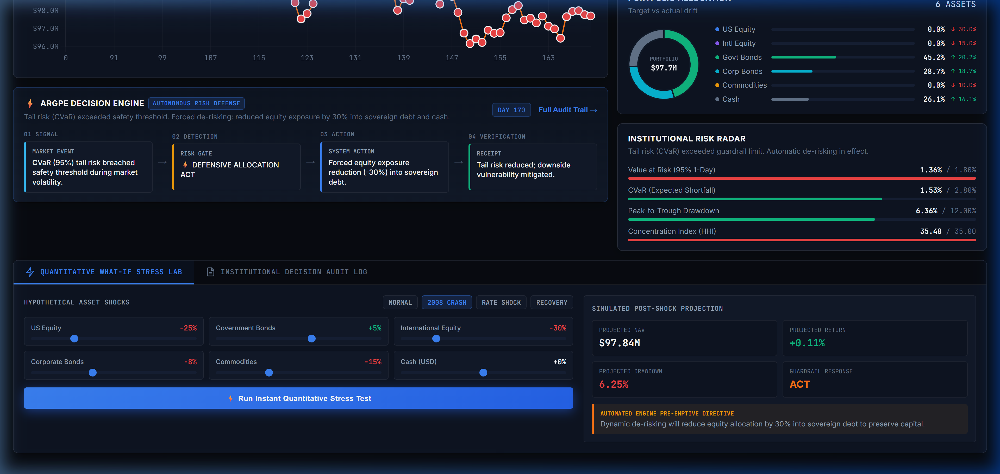 $98.0M
$97.0M
$96.0M
0 91 99 107 115 123 131 139 147 155 163
PORTFOLIO ALLOCATION
6 ASSETS
Target vs actual drift
PORTFOLIO
$97.7M
US Equity 0.0% ↓ 30.0%
Intl Equity 0.0% ↓ 15.0%
Govt Bonds 45.2% ↑ 20.2%
Corp Bonds 28.7% ↑ 18.7%
Commodities 0.0% ↓ 10.0%
Cash 26.1% ↑ 16.1%
ARGPE DECISION ENGINE AUTONOMOUS RISK DEFENSE
Tail risk (CVaR) exceeded safety threshold. Forced de-risking: reduced equity exposure by 30% into sovereign debt and cash.
DAY 170 Full Audit Trail →
01 SIGNAL
MARKET EVENT
CVaR (95%) tail risk breached
safety threshold during market
volatility.
→
02 DETECTION
RISK GATE
⚡ DEFENSIVE ALLOCATION
ACT
→
03 ACTION
SYSTEM ACTION
Forced equity exposure
reduction (-30%) into sovereign
debt.
→
04 VERIFICATION
RECEIPT
Tail risk reduced; downside
vulnerability mitigated.
INSTITUTIONAL RISK RADAR
Tail risk (CVaR) exceeded guardrail limit. Automatic de-risking in effect.
Value at Risk (95% 1-Day) 1.36% / 1.80%
CVaR (Expected Shortfall) 1.53% / 2.80%
Peak-to-Trough Drawdown 6.36% / 12.00%
Concentration Index (HHI) 35.48 / 35.00
QUANTITATIVE WHAT-IF STRESS LAB
INSTITUTIONAL DECISION AUDIT LOG
HYPOTHETICAL ASSET SHOCKS
NORMAL 2008 CRASH RATE SHOCK RECOVERY
US Equity -25%
Government Bonds +5%
International Equity -30%
Corporate Bonds -8%
Commodities -15%
Cash (USD) +0%
⚡ Run Instant Quantitative Stress Test
SIMULATED POST-SHOCK PROJECTION
PROJECTED NAV
$97.84M
PROJECTED RETURN
+0.11%
PROJECTED DRAWDOWN
6.25%
GUARDRAIL RESPONSE
ACT
AUTOMATED ENGINE PRE-EMPTIVE DIRECTIVE
Dynamic de-risking will reduce equity allocation by 30% into sovereign debt to preserve capital.